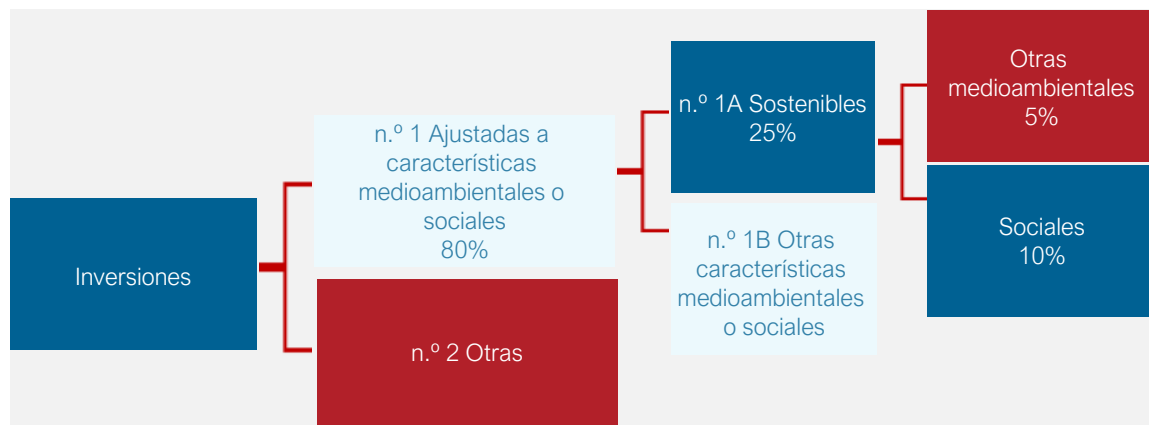 Inversiones
n.º 1 Ajustadas a
características
medioambientales o
sociales
80%
n.º 2 Otras
n.º 1A Sostenibles
25%
n.º 1B Otras
características
medioambientales
o sociales
Otras
medioambientales
5%
Sociales
10%